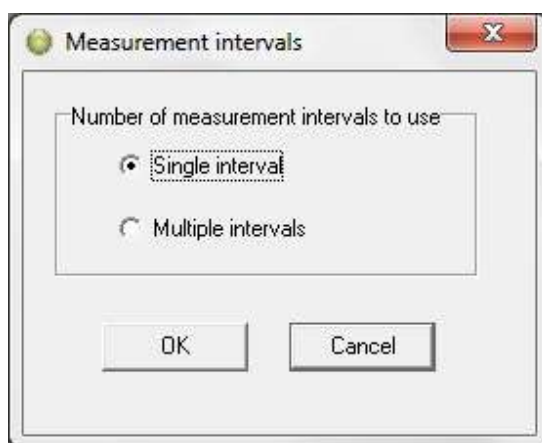 Measurement intervals
Number of measurement intervals to use
Single interval
Multiple intervals
OK
Cancel